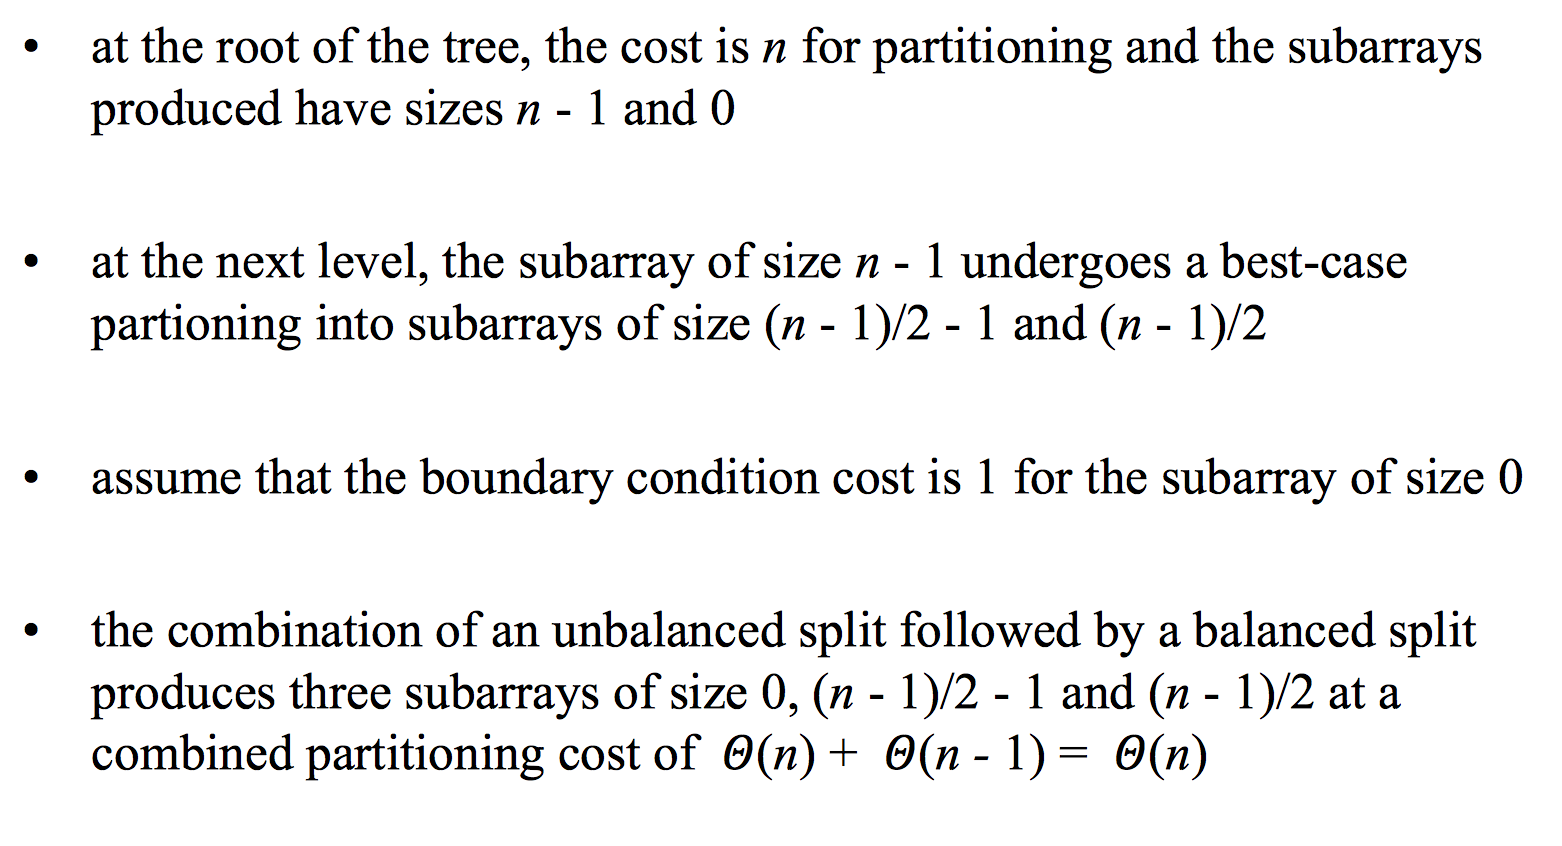 • at the root of the tree, the cost is n for partitioning and the subarrays
produced have sizes n - 1 and 0
• at the next level, the subarray of size n - 1 undergoes a best-case
partioning into subarrays of size (n - 1)/2 - 1 and (n - 1)/2
• assume that the boundary condition cost is 1 for the subarray of size 0
• the combination of an unbalanced split followed by a balanced split
produces three subarrays of size 0, (n - 1)/2 - 1 and (n - 1)/2 at a
combined partitioning cost of Θ(n) + Θ(n - 1) = Θ(n)